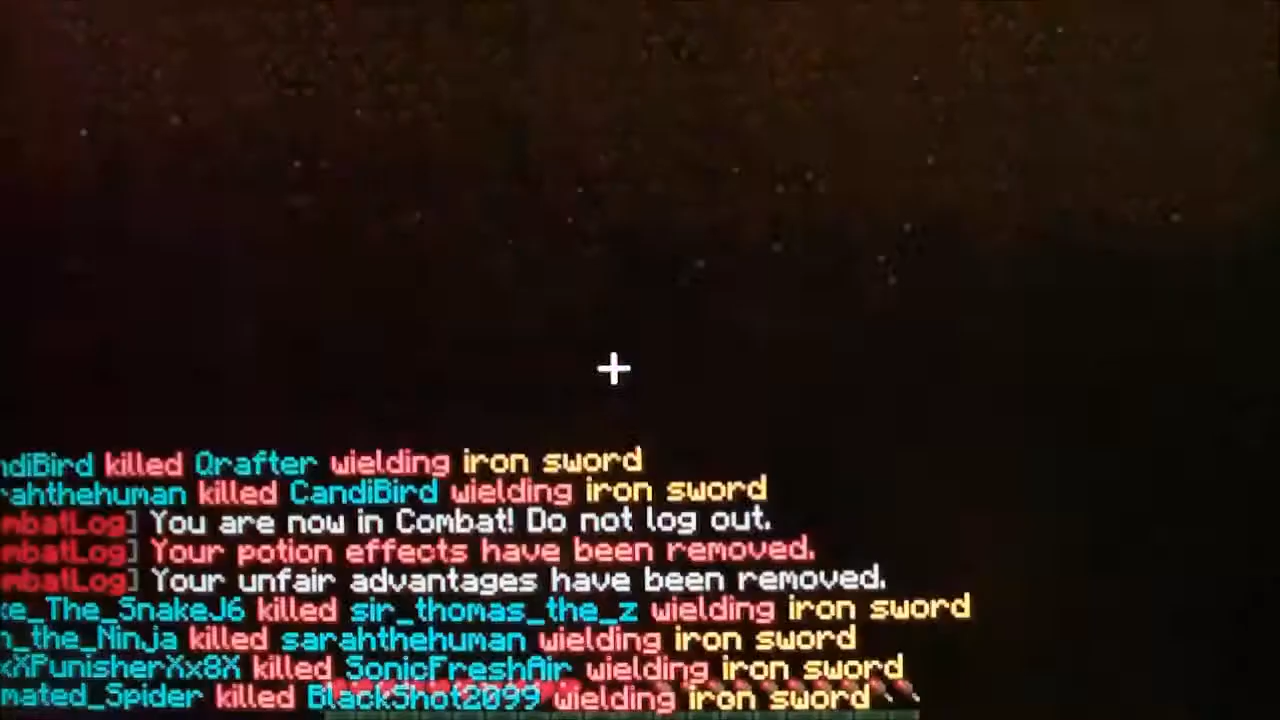 ndiBird killed Qrafter wielding iron sword
rahthehuman killed CandiBird wielding iron sword
mbatLog] You are now in Combat! Do not log out.
mbatLog] Your potion effects have been removed.
mbatLog] Your unfair advantages have been removed.
ke_The_SnakeJ6 killed sir_thomas_the_z wielding iron sword
n_the_Ninja killed sarahthehuman wielding iron sword
xXPunisherXx8X killed SonicFreshAir wielding iron sword
mated_Spider killed BlackShot2099 wielding iron sword